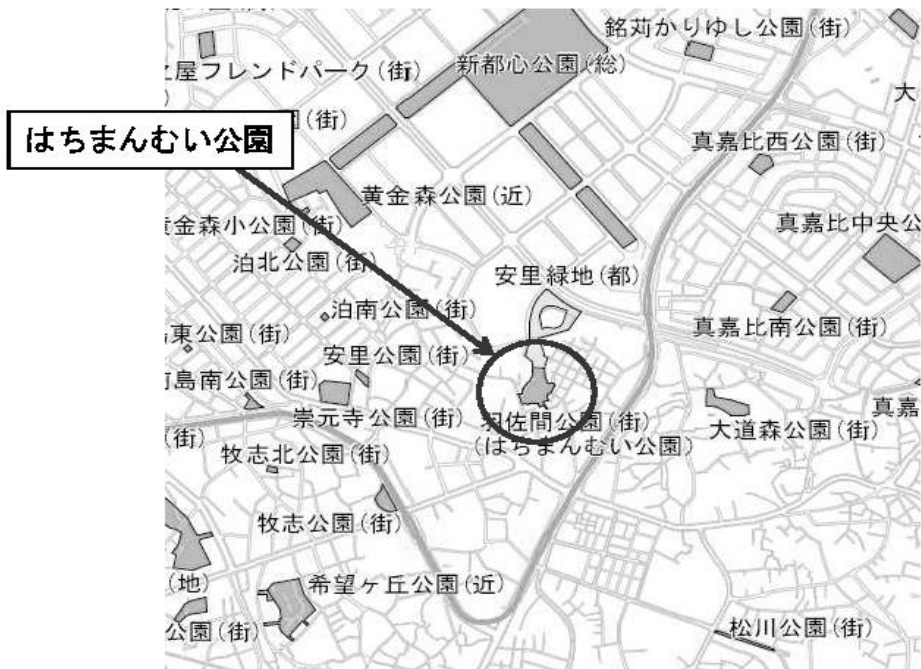 銘苅かりゆし公園(街)
之屋フレンドパーク(街)
新都心公園(総)
大
園(街)
はちまんむい公園
真嘉比西公園(街)
黄金森公園(近)
金森小公園(街)
真嘉比中央公
泊北公園(街)
安里緑地(都)
泊南公園(街)
東公園(街)
真嘉比南公園(街)
安里公園(街)
島南公園(街)
真嘉
崇元寺公園(街)
羽佐間公園(街)
大道森公園(街)
(街)
(はちまんむい公園)
牧志北公園(街)
牧志公園(街)
(地)
希望ヶ丘公園(近)
公園(街)
松川公園(街)